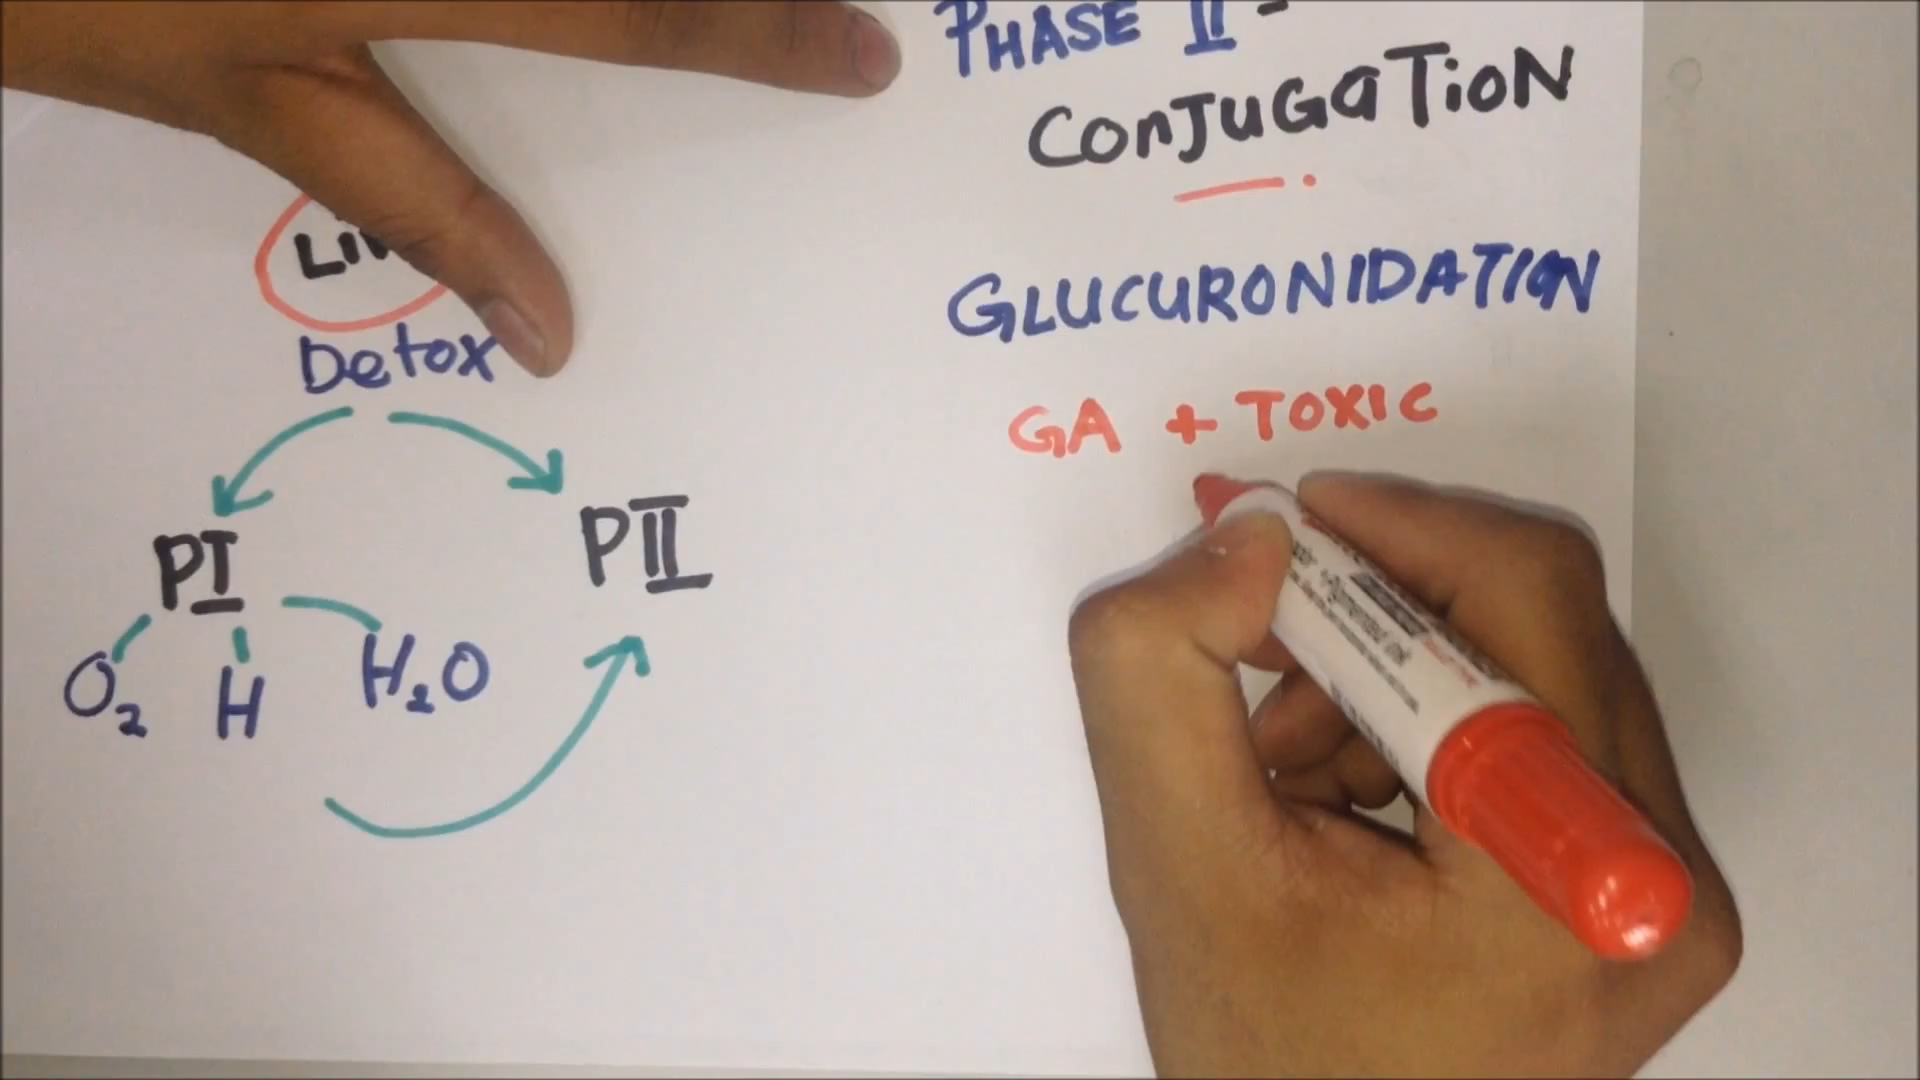 PHASE II -
CONJUGATION
GLUCURONIDATION
GA + TOXIC
Detox
PI
PII
O2
H
H2O